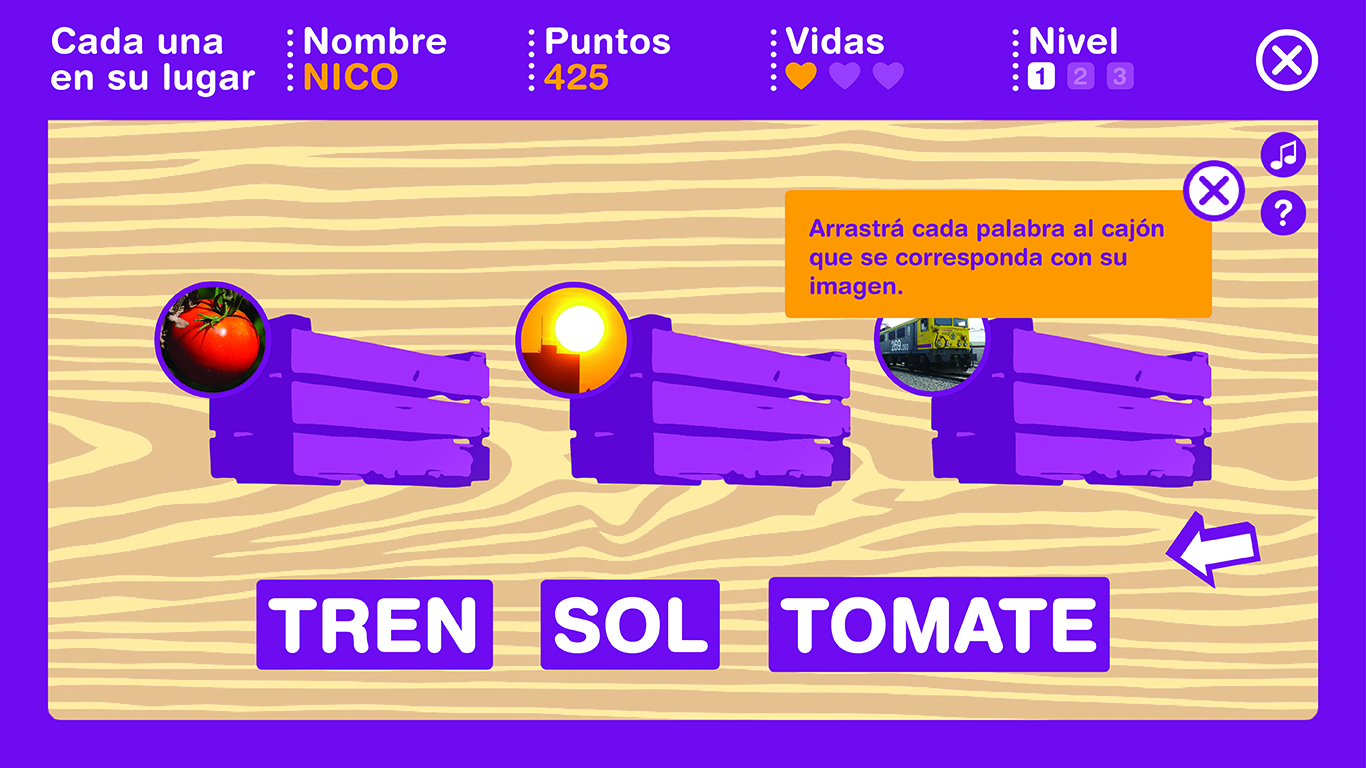 Cada una
en su lugar
Nombre
NICO
Puntos
425
Vidas
Nivel
1 2 3
?
Arrastrá cada palabra al cajón
que se corresponda con su
imagen.
TREN
SOL
TOMATE